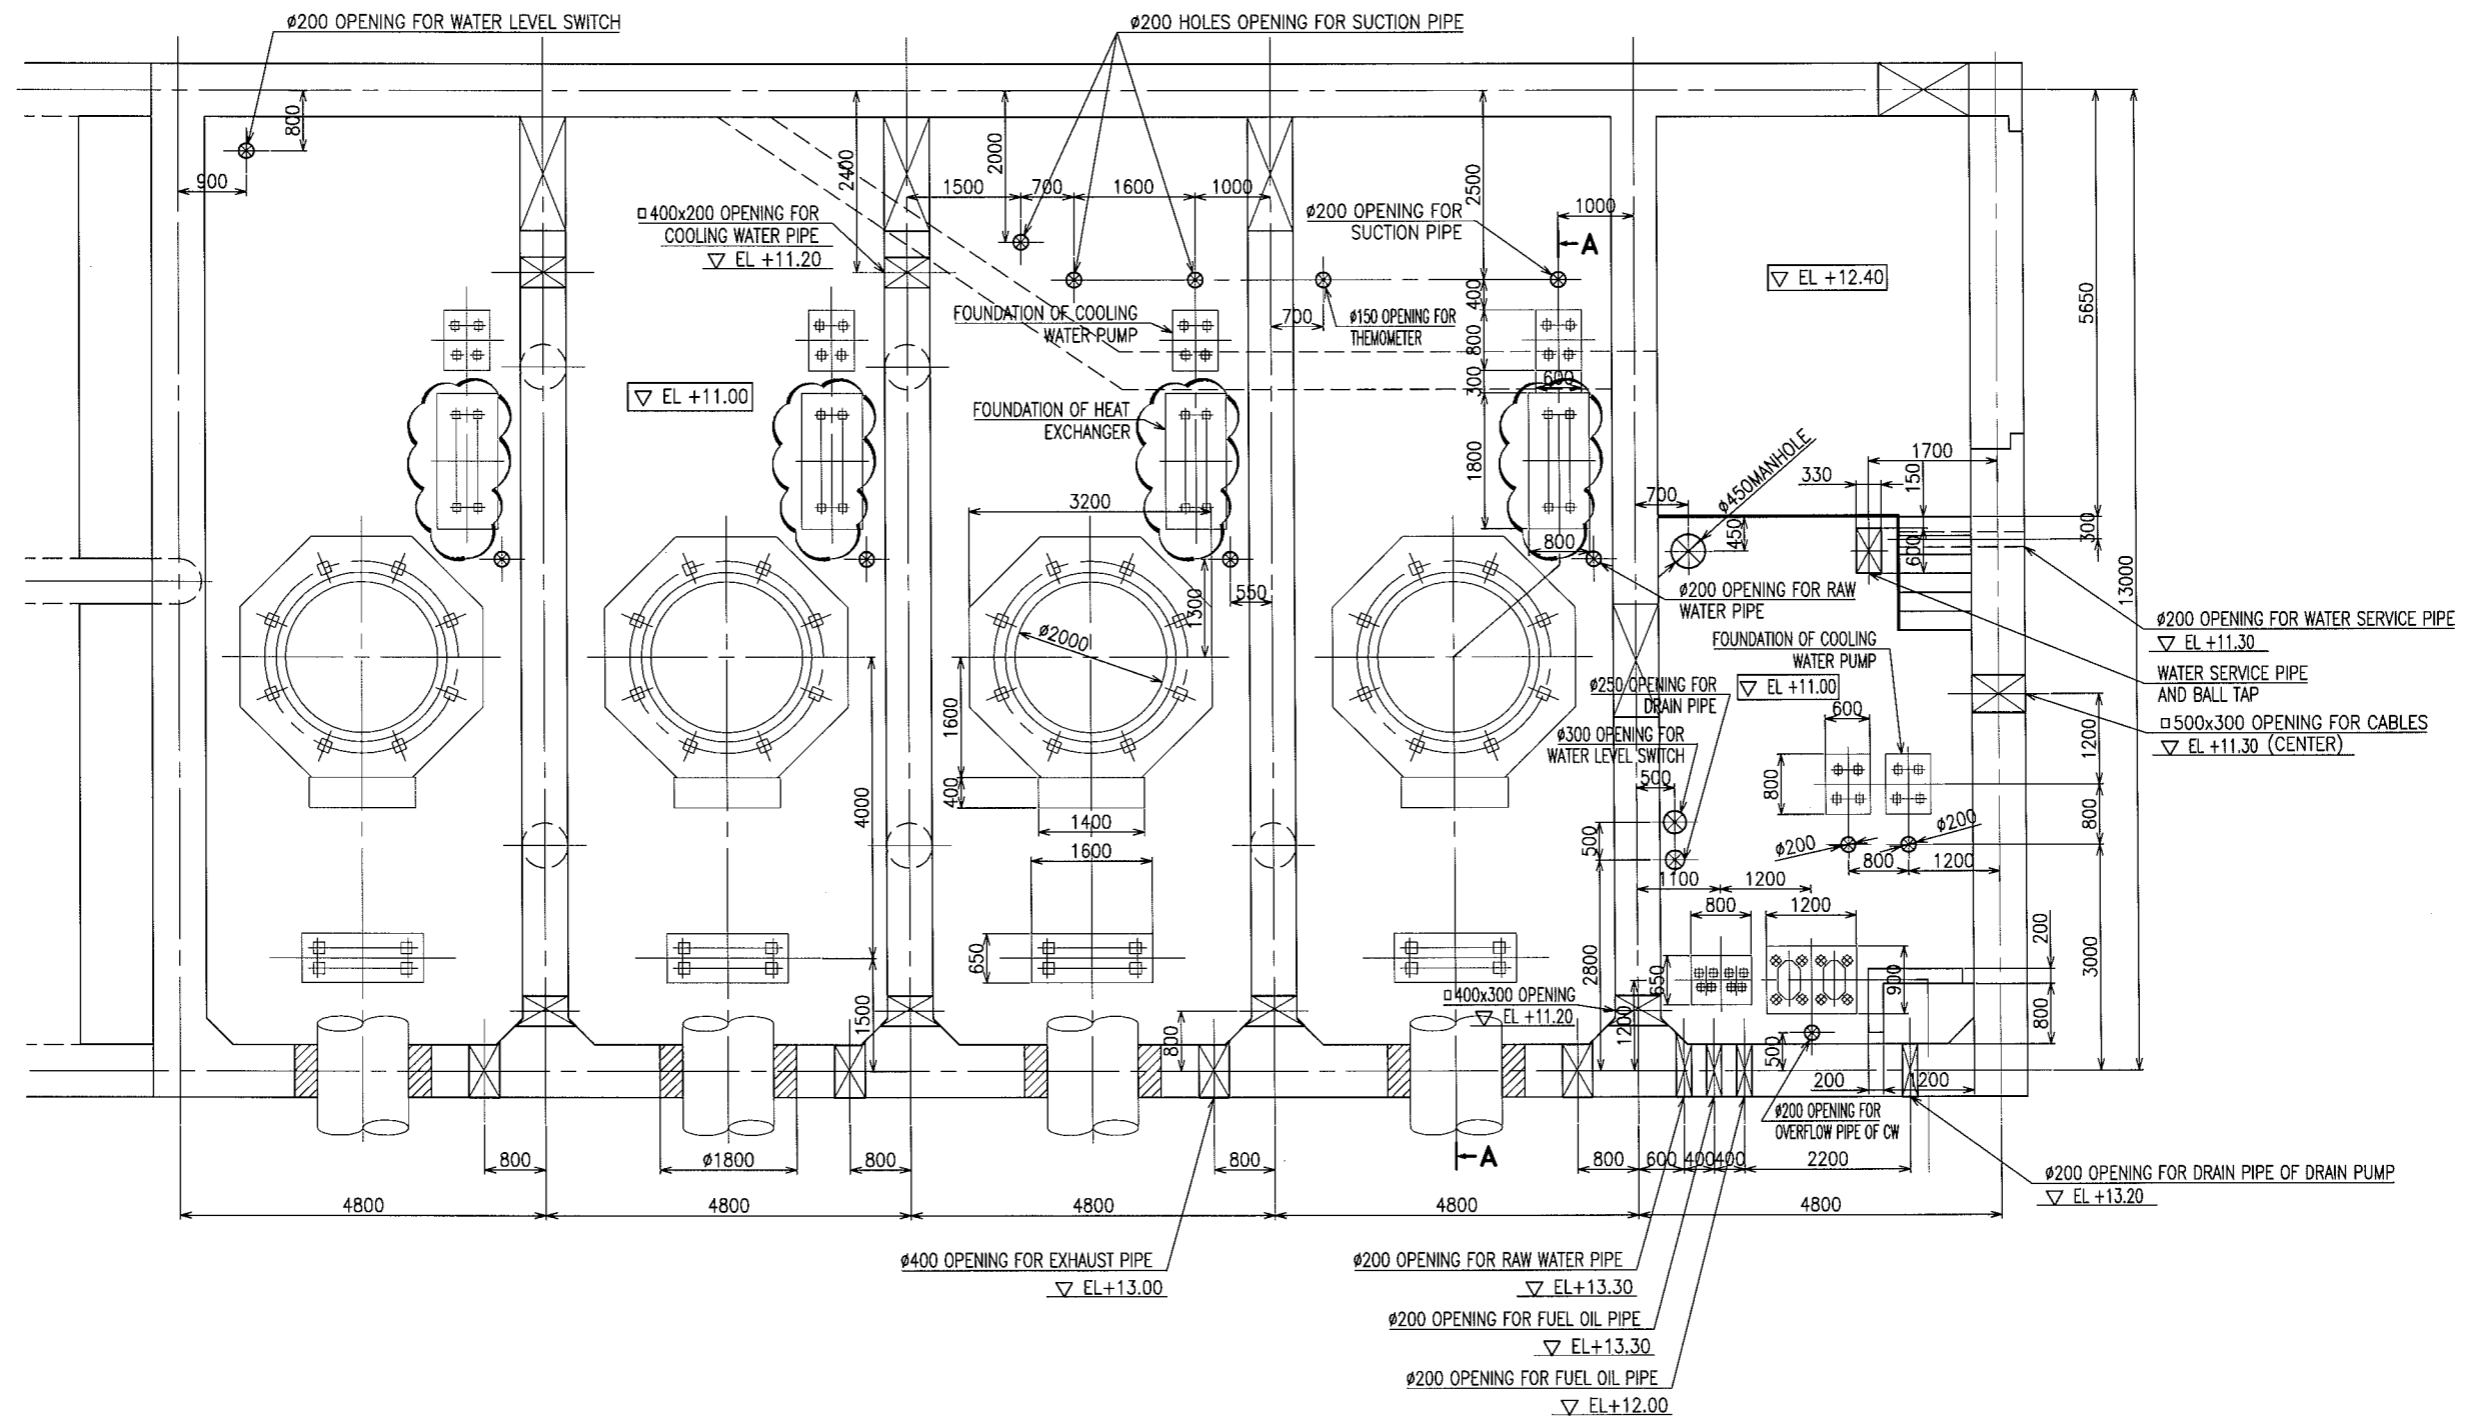 ø200 OPENING FOR WATER LEVEL SWITCH
ø200 HOLES OPENING FOR SUCTION PIPE
800
900
2400
2000
1500
700
1600
1000
2500
1000
□400x200 OPENING FOR
COOLING WATER PIPE
▽ EL +11.20
ø200 OPENING FOR
SUCTION PIPE
A
▽ EL +12.40
5650
13000
FOUNDATION OF COOLING
WATER PUMP
700
ø150 OPENING FOR
THEMOMETER
400
800
300
600
1800
▽ EL +11.00
FOUNDATION OF HEAT
EXCHANGER
3200
ø450MANHOLE
700
450
330
1700
150
300
600
800
ø200 OPENING FOR RAW
WATER PIPE
550
1300
ø2000
1600
400
1400
1600
650
4000
1500
ø200 OPENING FOR WATER SERVICE PIPE
▽ EL +11.30
WATER SERVICE PIPE
AND BALL TAP
□500x300 OPENING FOR CABLES
▽ EL +11.30 (CENTER)
FOUNDATION OF COOLING
WATER PUMP
▽ EL +11.00
ø250 OPENING FOR
DRAIN PIPE
ø300 OPENING FOR
WATER LEVEL SWITCH
500
500
600
800
1200
800
3000
ø200
ø200
800
1200
1100
1200
800
1200
650
900
200
800
2800
□400x300 OPENING
▽ EL +11.20
1200
800
500
200
1200
ø200 OPENING FOR
OVERFLOW PIPE OF CW
800
ø1800
800
800
A
800
600
400
400
2200
ø200 OPENING FOR DRAIN PIPE OF DRAIN PUMP
▽ EL +13.20
4800
4800
4800
4800
4800
ø400 OPENING FOR EXHAUST PIPE
▽ EL+13.00
ø200 OPENING FOR RAW WATER PIPE
▽ EL+13.30
ø200 OPENING FOR FUEL OIL PIPE
▽ EL+13.30
ø200 OPENING FOR FUEL OIL PIPE
▽ EL+12.00